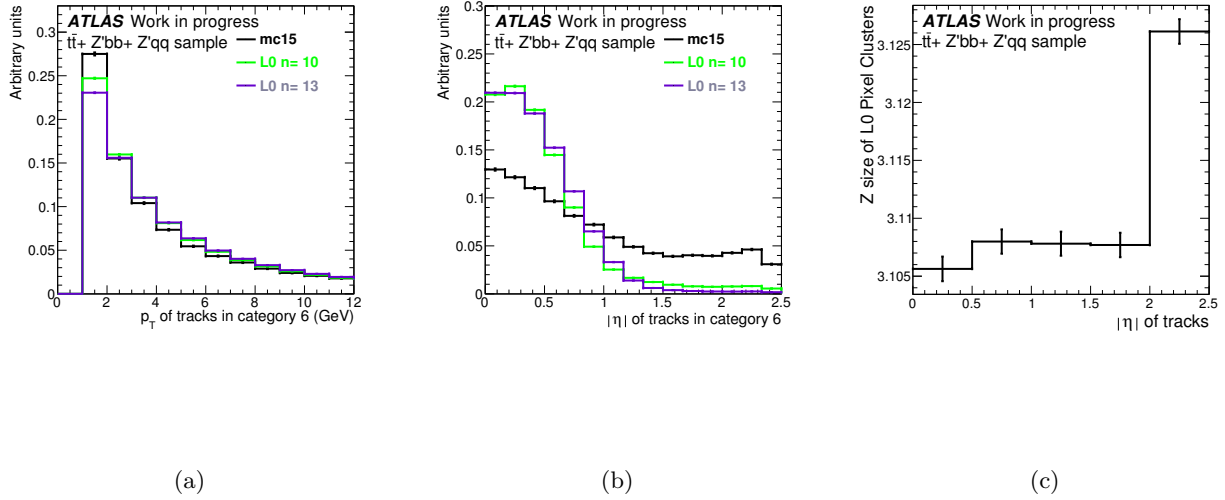 Arbitrary units
0.3
0.25
0.2
0.15
0.1
0.05
0
ATLAS Work in progress
tt̄+ Z'bb+ Z'qq sample
mc15
L0 n= 10
L0 n= 13
0 2 4 6 8 10 12
p_T of tracks in category 6 (GeV)
(a)
Arbitrary units
0.3
0.25
0.2
0.15
0.1
0.05
0
ATLAS Work in progress
tt̄+ Z'bb+ Z'qq sample
mc15
L0 n= 10
L0 n= 13
0 0.5 1 1.5 2 2.5
|η| of tracks in category 6
(b)
Z size of L0 Pixel Clusters
3.125
3.12
3.115
3.11
3.105
ATLAS Work in progress
tt̄+ Z'bb+ Z'qq sample
0 0.5 1 1.5 2 2.5
|η| of tracks
(c)